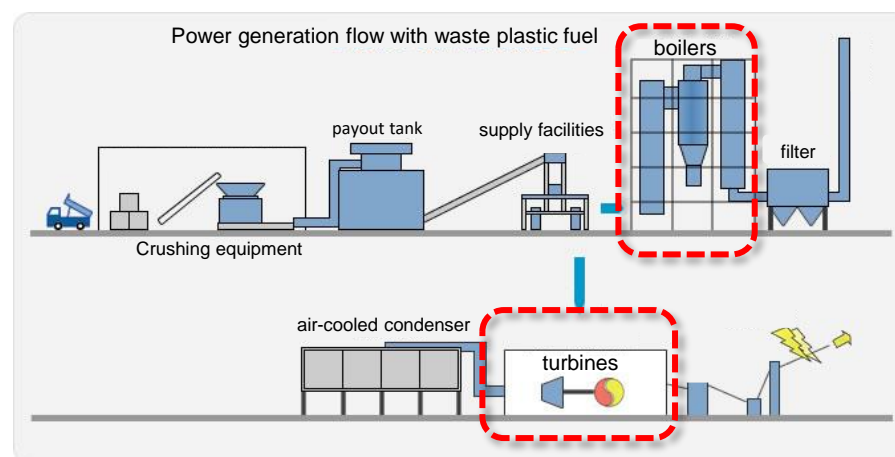 Power generation flow with waste plastic fuel
boilers
payout tank
supply facilities
filter
Crushing equipment
air-cooled condenser
turbines